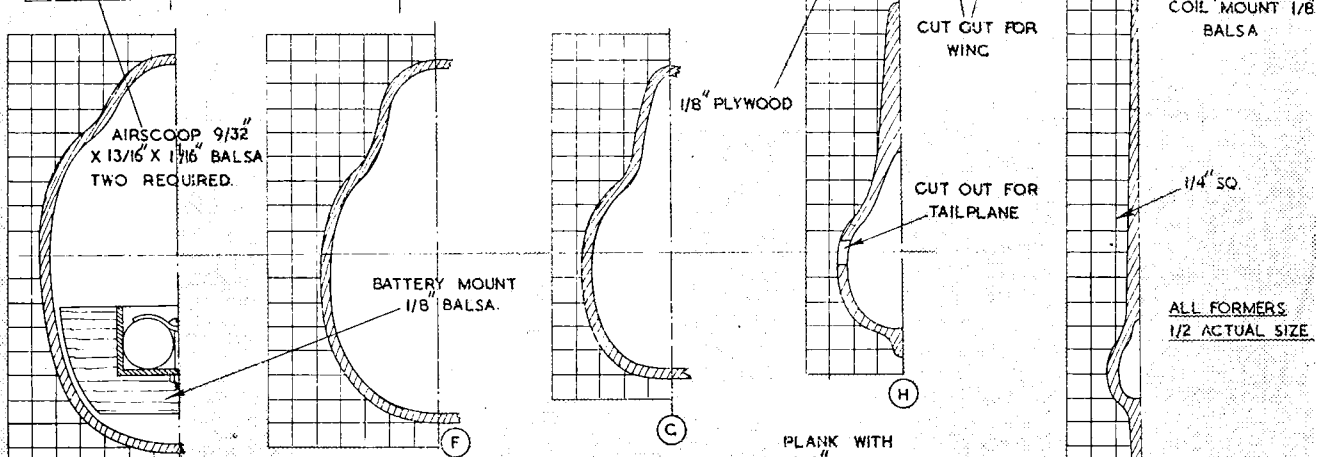 COIL MOUNT 1/8
BALSA
CUT OUT FOR
WING
1/8" PLYWOOD
AIRSCOOP 9/32"
X 13/16" X 1 1/16" BALSA
TWO REQUIRED.
1/4" SQ.
CUT OUT FOR
TAILPLANE
BATTERY MOUNT
1/8" BALSA.
ALL FORMERS
1/2 ACTUAL SIZE
F
G
H
PLANK WITH
"